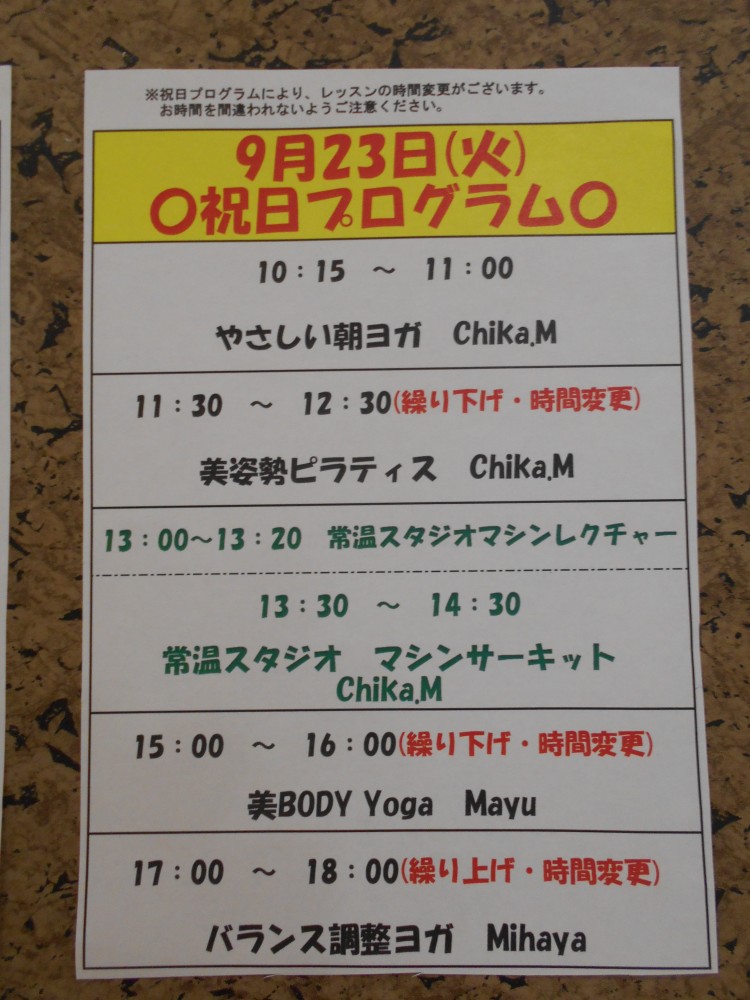 ※祝日プログラムにより、レッスンの時間変更がございます。
お時間を間違われないようご注意ください。
9月23日(火)
〇祝日プログラム〇
10：15　～　11：00
やさしい朝ヨガ　Chika.M
11：30　～　12：30(繰り下げ・時間変更)
美姿勢ピラティス　Chika.M
13：00～13：20　常温スタジオマシンレクチャー
13：30　～　14：30
常温スタジオ　マシンサーキット
Chika.M
15：00　～　16：00(繰り下げ・時間変更)
美BODY Yoga　Mayu
17：00　～　18：00(繰り上げ・時間変更)
バランス調整ヨガ　Mihaya